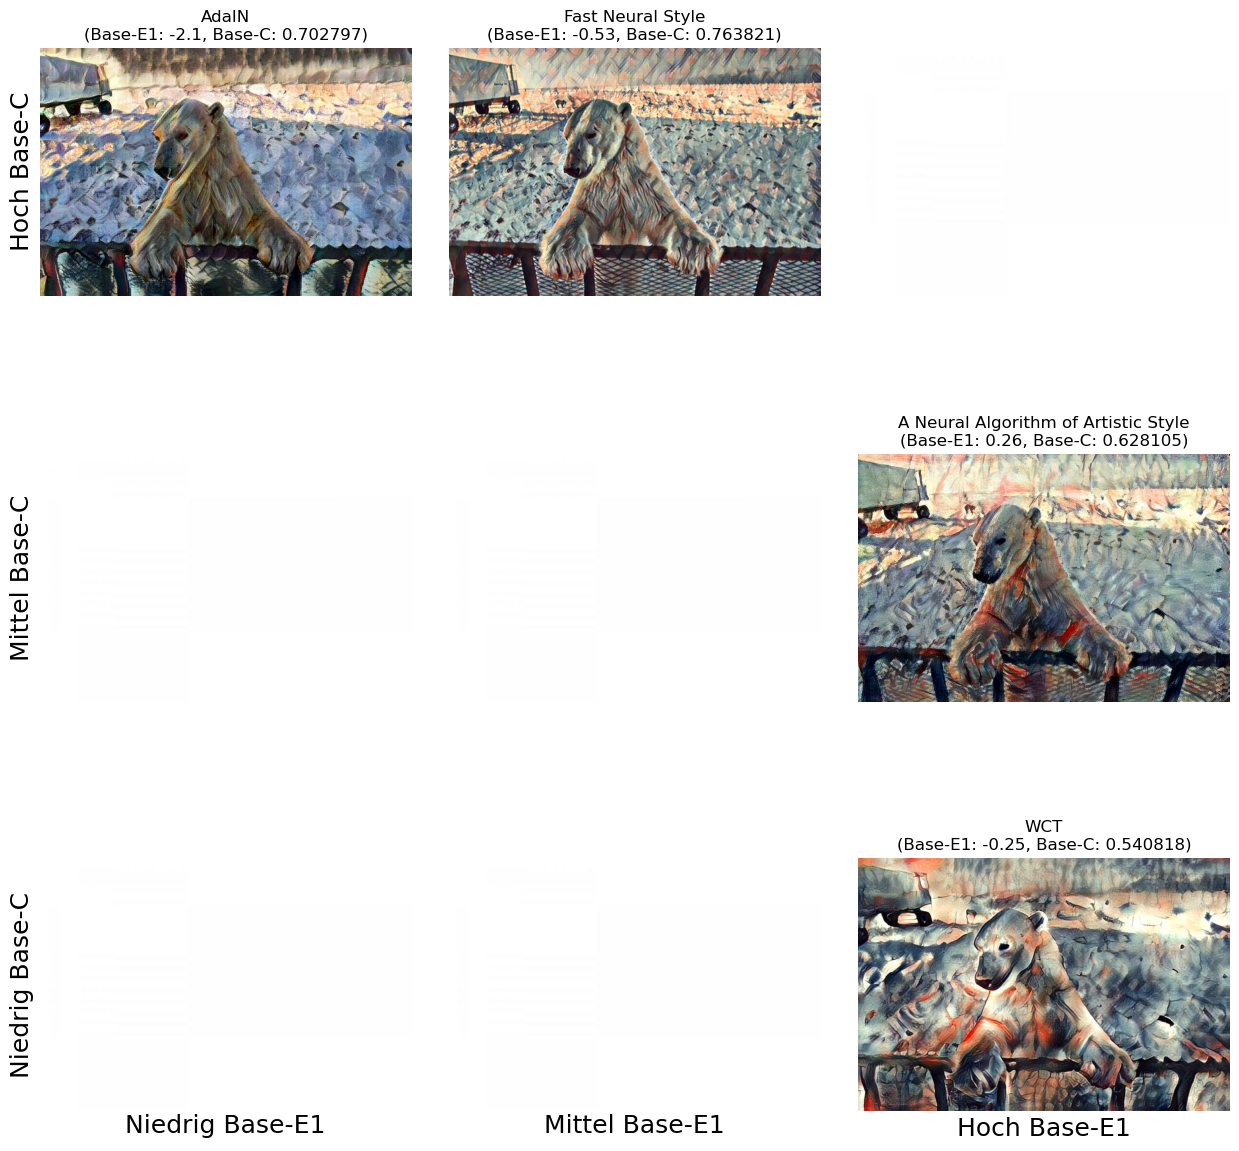 AdaIN
(Base-E1: -2.1, Base-C: 0.702797)
Fast Neural Style
(Base-E1: -0.53, Base-C: 0.763821)
Hoch Base-C
A Neural Algorithm of Artistic Style
(Base-E1: 0.26, Base-C: 0.628105)
Mittel Base-C
WCT
(Base-E1: -0.25, Base-C: 0.540818)
Niedrig Base-C
Niedrig Base-E1
Mittel Base-E1
Hoch Base-E1